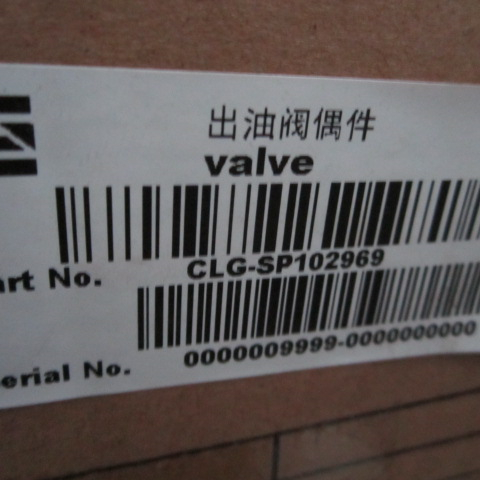 出油阀偶件
valve
art No. CLG-SP102969
erial No. 0000009999-0000000000